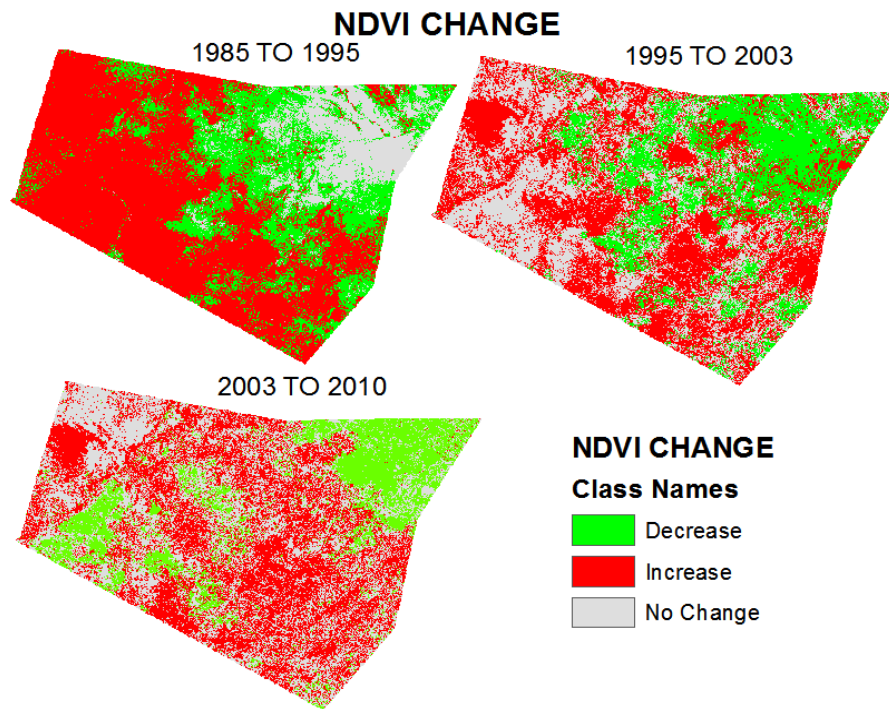 NDVI CHANGE
1985 TO 1995
1995 TO 2003
2003 TO 2010
NDVI CHANGE
Class Names
Decrease
Increase
No Change